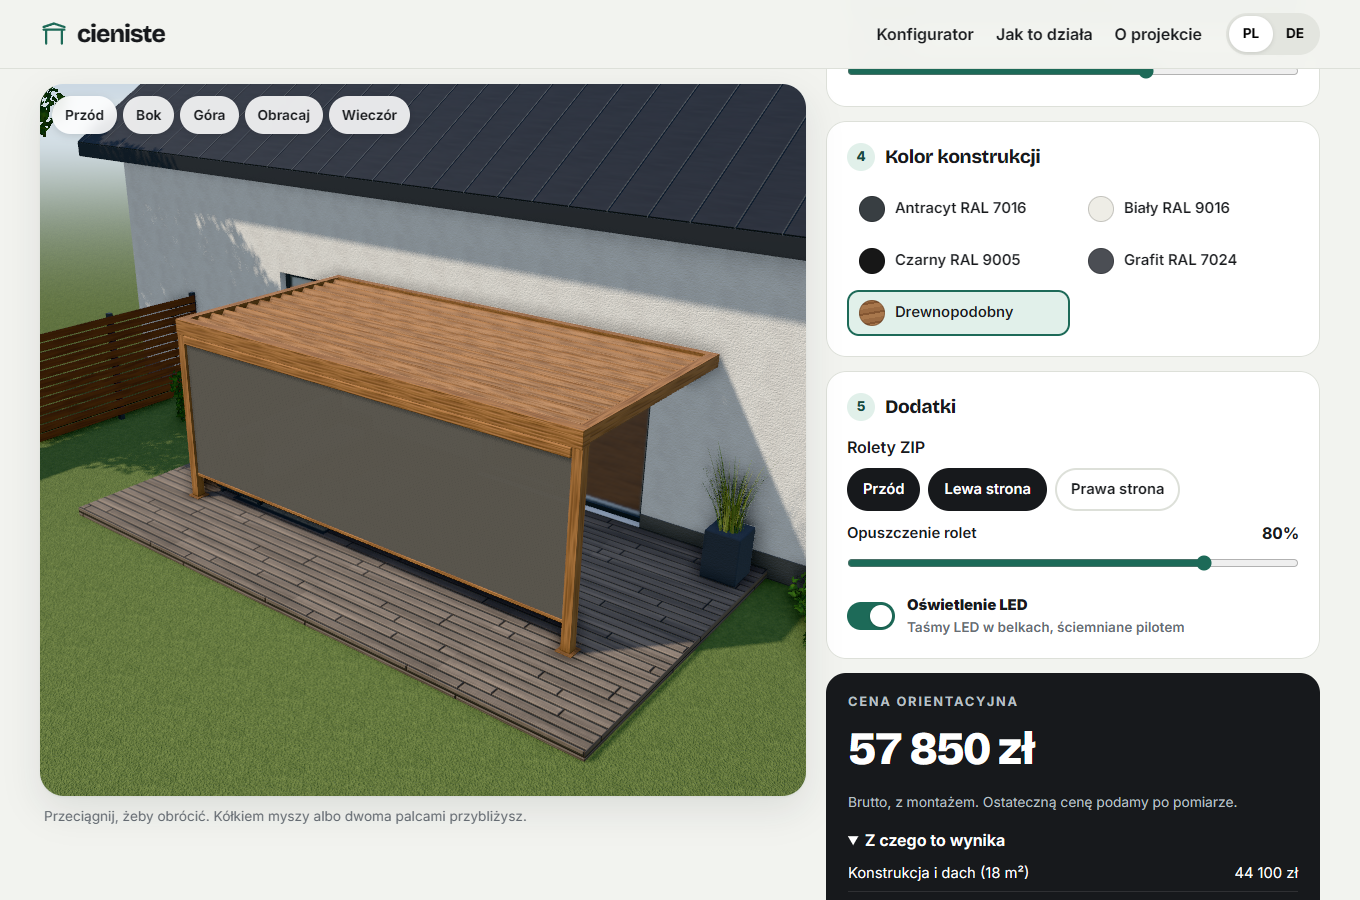 cieniste
Konfigurator
Jak to działa
O projekcie
PL
DE
Przód
Bok
Góra
Obracaj
Wieczór
Przeciągnij, żeby obrócić. Kółkiem myszy albo dwoma palcami przybliżysz.
4 Kolor konstrukcji
Antracyt RAL 7016
Biały RAL 9016
Czarny RAL 9005
Grafit RAL 7024
Drewnopodobny
5 Dodatki
Rolety ZIP
Przód
Lewa strona
Prawa strona
Opuszczenie rolet 80%
Oświetlenie LED
Taśmy LED w belkach, ściemniane pilotem
CENA ORIENTACYJNA
57 850 zł
Brutto, z montażem. Ostateczną cenę podamy po pomiarze.
Z czego to wynika
Konstrukcja i dach (18 m²) 44 100 zł